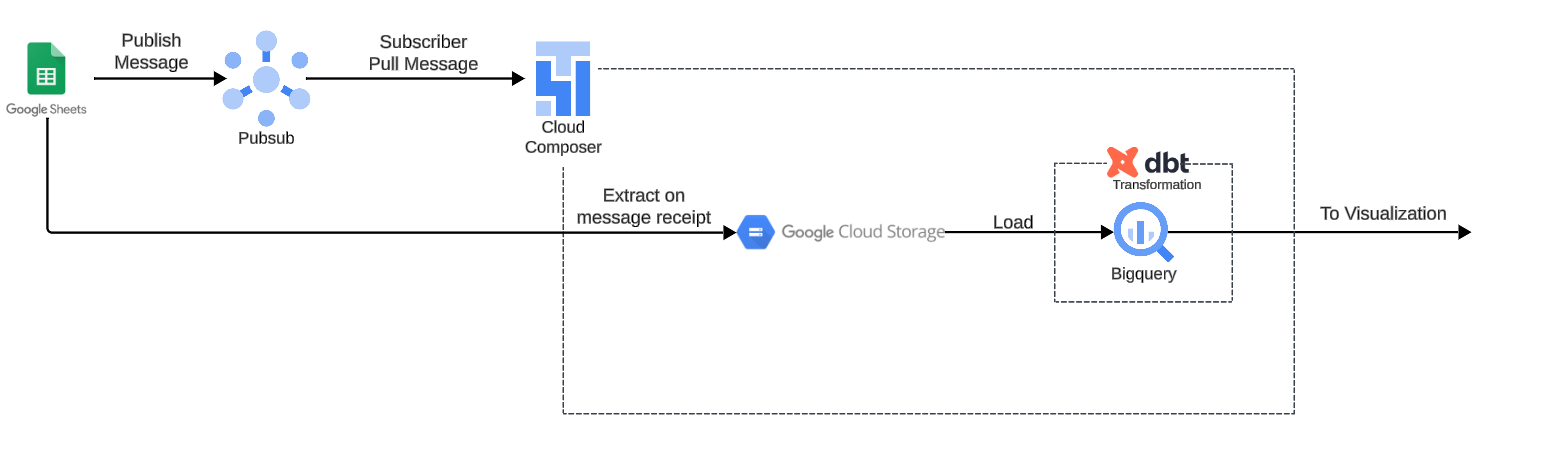 Publish
Message
Subscriber
Pull Message
Google Sheets
Pubsub
Cloud
Composer
dbt
Transformation
Extract on
message receipt
Google Cloud Storage
Load
To Visualization
Bigquery